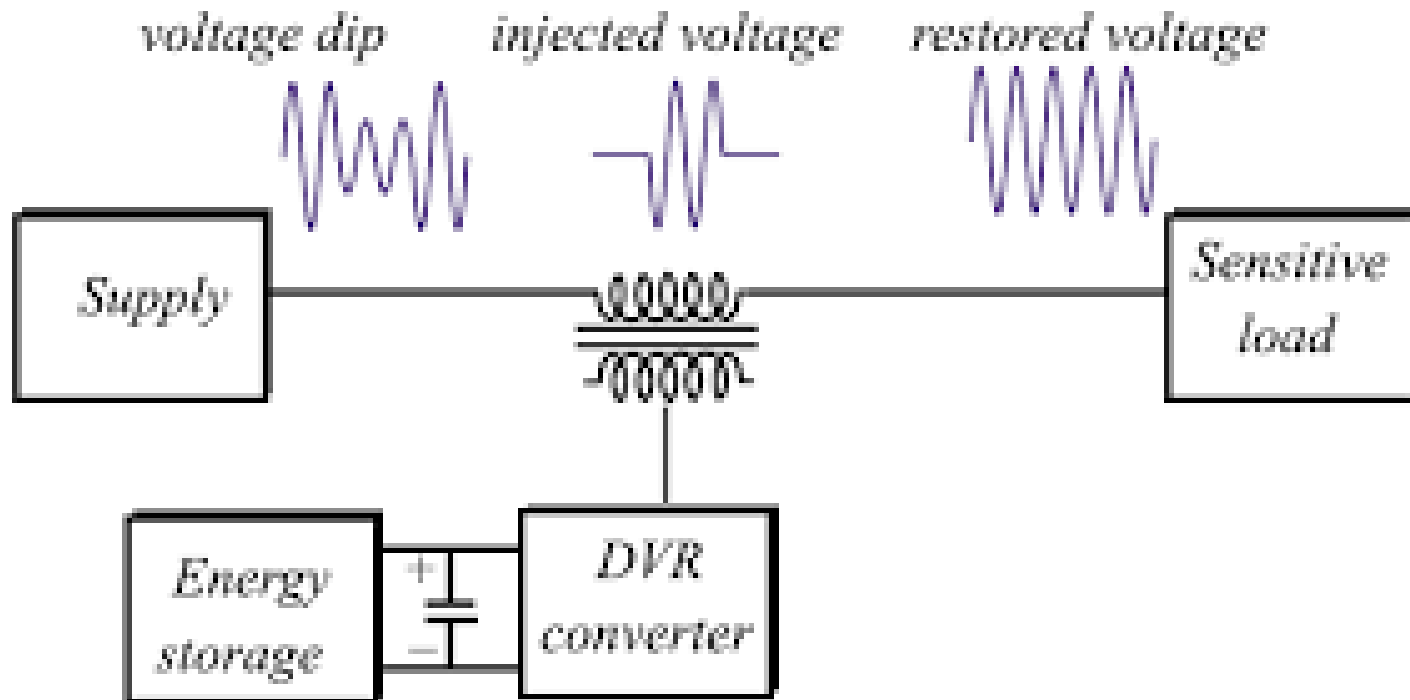 voltage dip injected voltage restored voltage
Supply
Sensitive
load
Energy
storage
+
−
DVR
converter